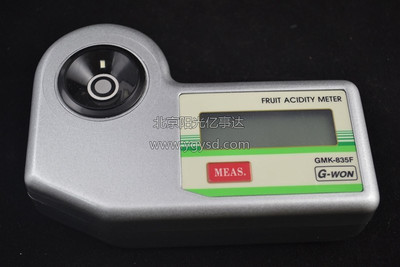 FRUIT ACIDITY METER
北京阳光亿事达
www.ygysd.com
GMK-835F
MEAS.
G-WON